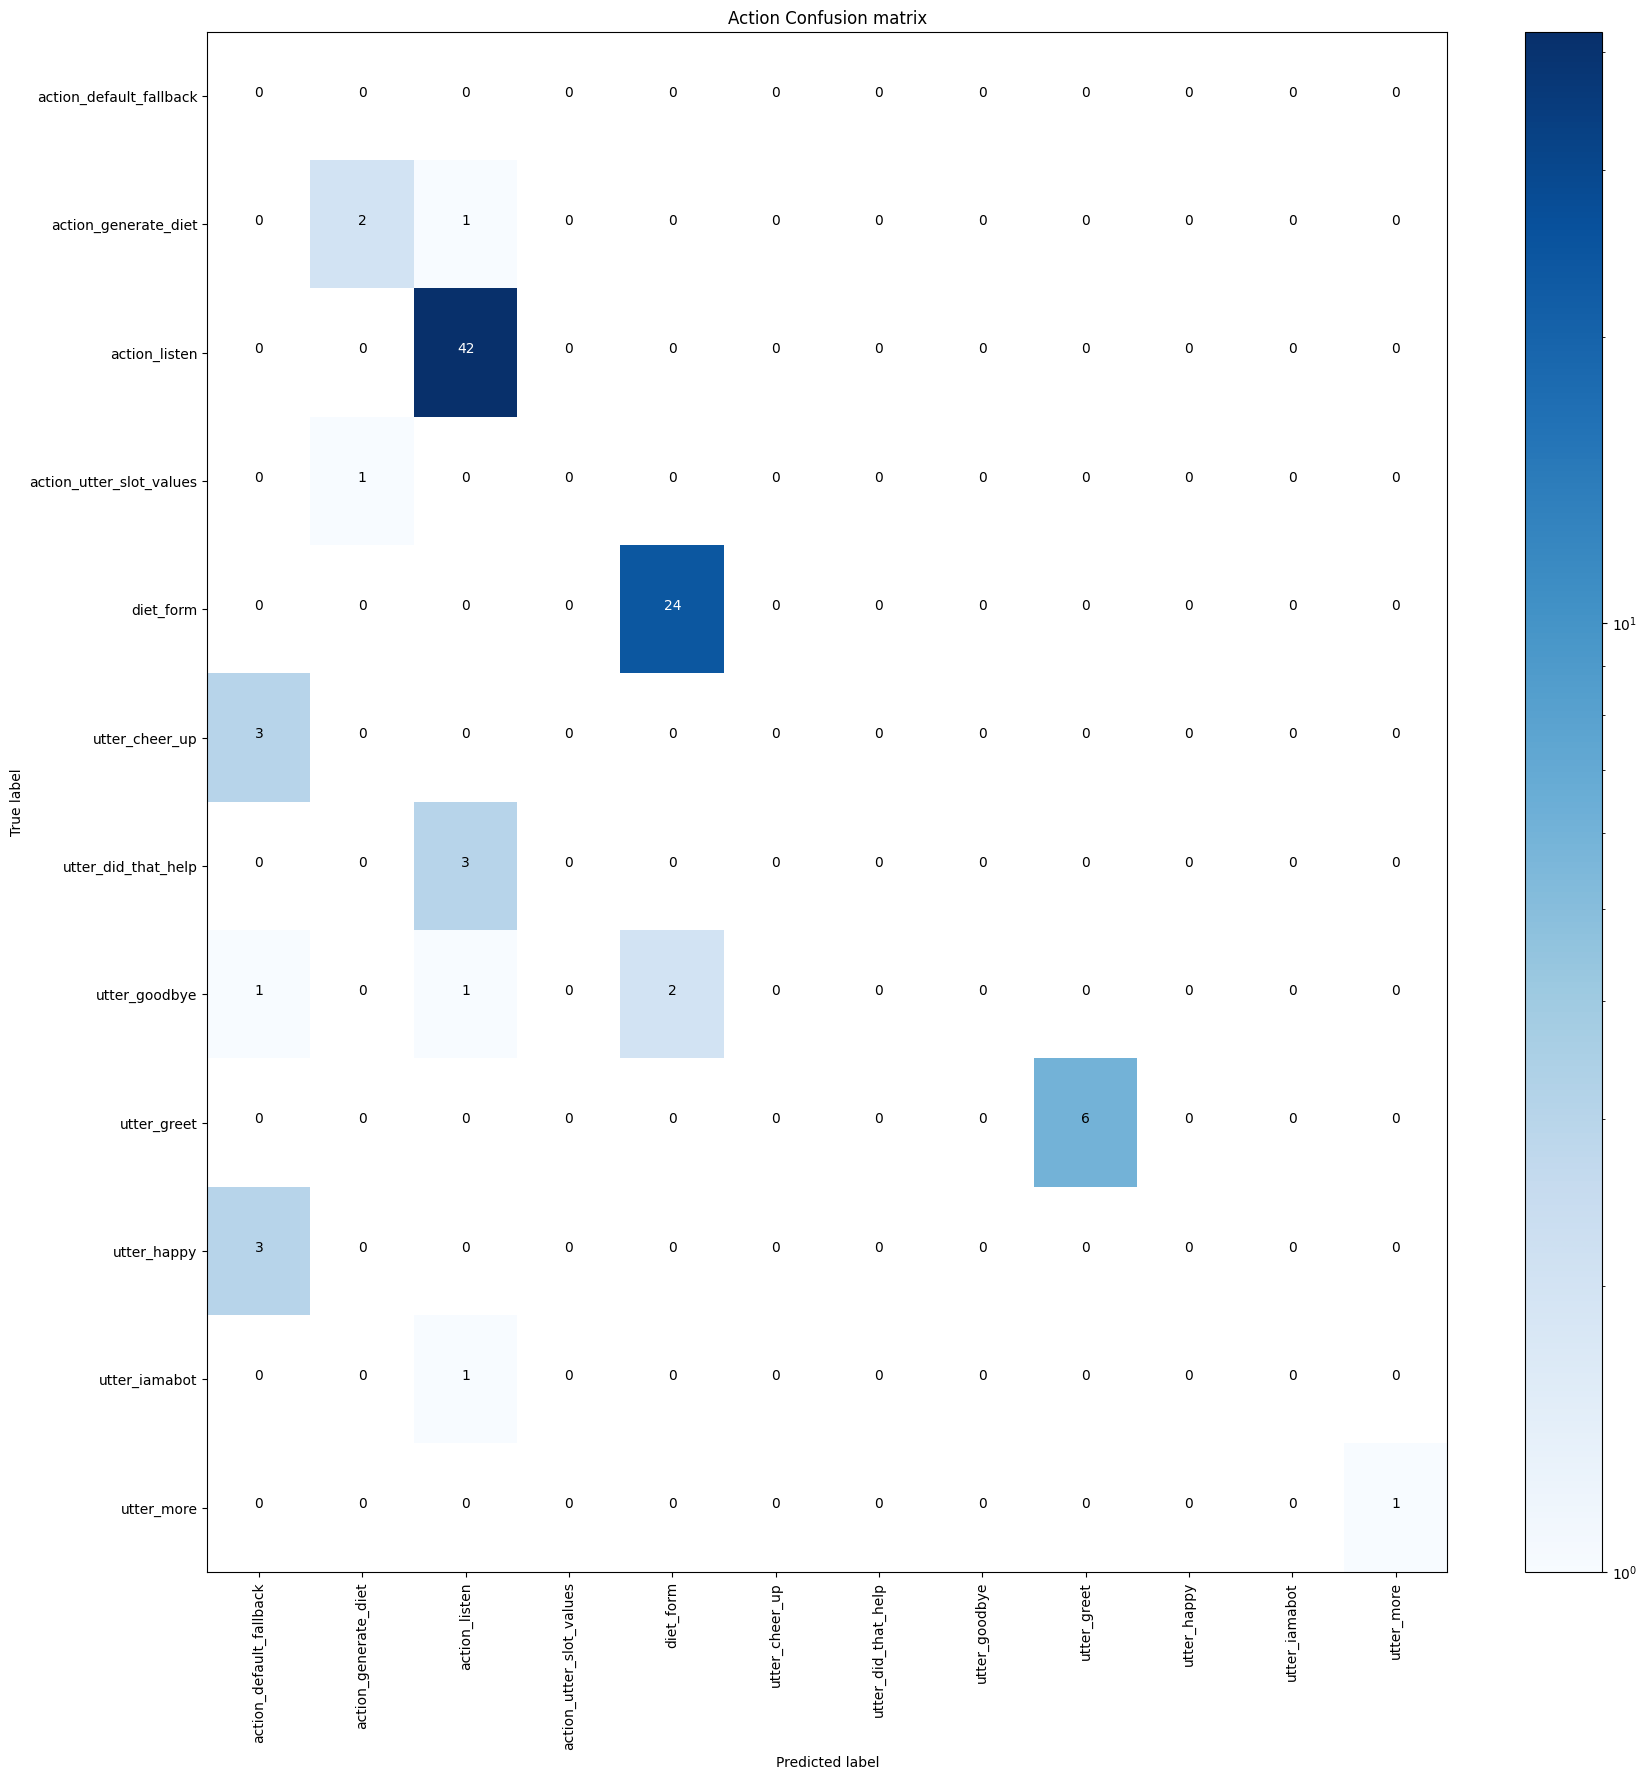 Action Confusion matrix
True label
action_default_fallback 0 0 0 0 0 0 0 0 0 0 0 0
action_generate_diet 0 2 1 0 0 0 0 0 0 0 0 0
action_listen 0 0 42 0 0 0 0 0 0 0 0 0
action_utter_slot_values 0 1 0 0 0 0 0 0 0 0 0 0
diet_form 0 0 0 0 24 0 0 0 0 0 0 0
utter_cheer_up 3 0 0 0 0 0 0 0 0 0 0 0
utter_did_that_help 0 0 3 0 0 0 0 0 0 0 0 0
utter_goodbye 1 0 1 0 2 0 0 0 0 0 0 0
utter_greet 0 0 0 0 0 0 0 0 6 0 0 0
utter_happy 3 0 0 0 0 0 0 0 0 0 0 0
utter_iamabot 0 0 1 0 0 0 0 0 0 0 0 0
utter_more 0 0 0 0 0 0 0 0 0 0 0 1
action_default_fallback
action_generate_diet
action_listen
action_utter_slot_values
diet_form
utter_cheer_up
utter_did_that_help
utter_goodbye
utter_greet
utter_happy
utter_iamabot
utter_more
Predicted label
10¹
10⁰